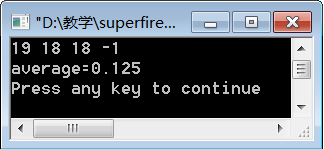 "D:\教学\superfire...
19 18 18 -1
average=0.125
Press any key to continue